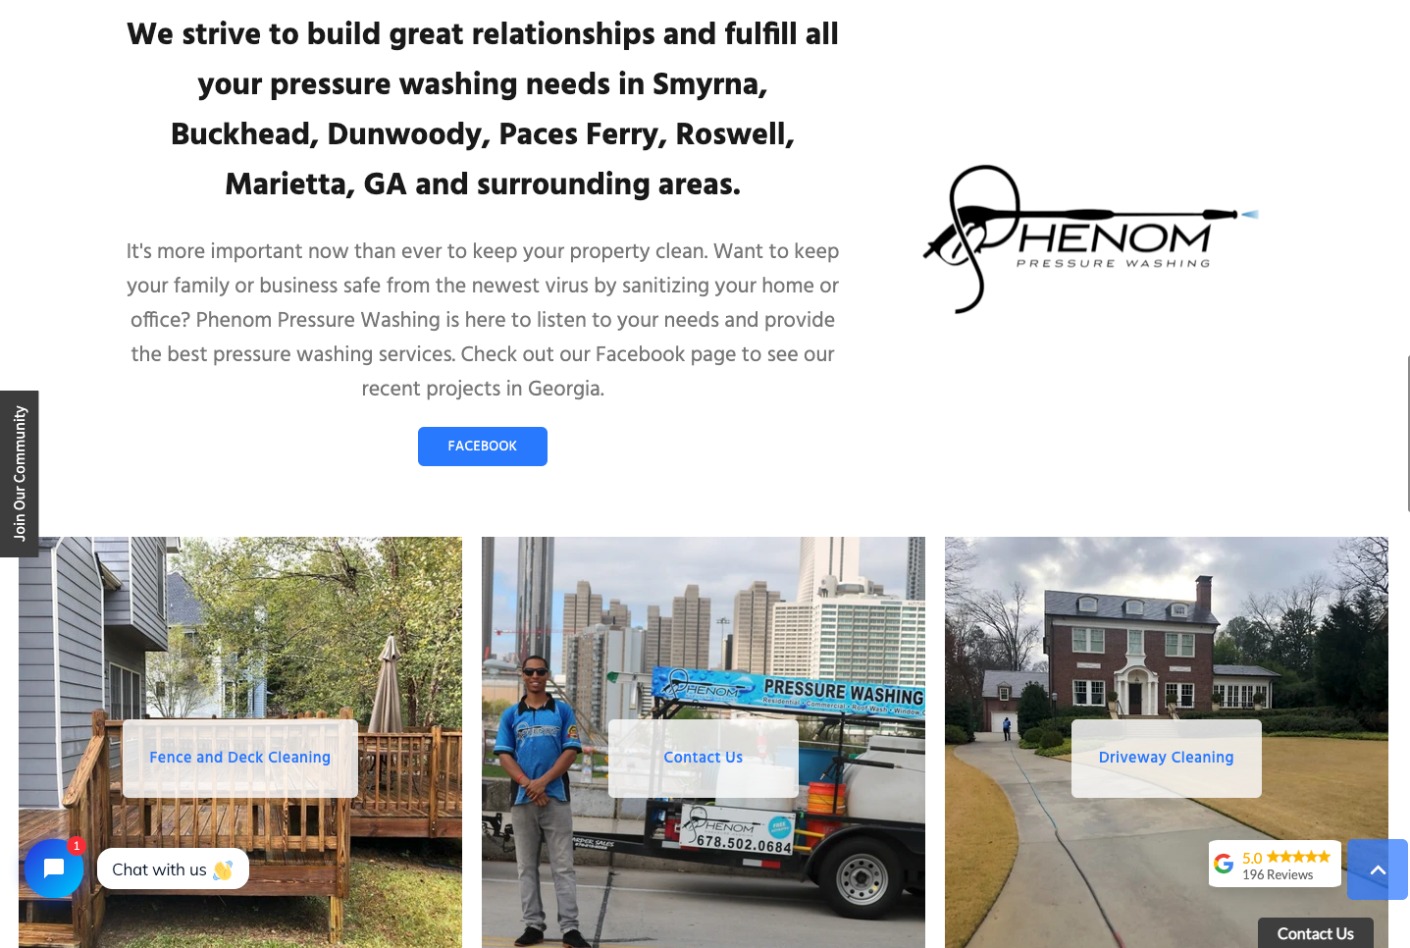 We strive to build great relationships and fulfill all
your pressure washing needs in Smyrna,
Buckhead, Dunwoody, Paces Ferry, Roswell,
Marietta, GA and surrounding areas.
It's more important now than ever to keep your property clean. Want to keep
your family or business safe from the newest virus by sanitizing your home or
office? Phenom Pressure Washing is here to listen to your needs and provide
the best pressure washing services. Check out our Facebook page to see our
recent projects in Georgia.
FACEBOOK
PHENOM
PRESSURE WASHING
Join Our Community
Fence and Deck Cleaning
PHENOM PRESSURE WASHING
Residential • Commercial • Roof Wash • Window
Contact Us
PHENOM
FREE
678.502.0684
Driveway Cleaning
1
Chat with us 👋
5.0 ★★★★★
196 Reviews
Contact Us